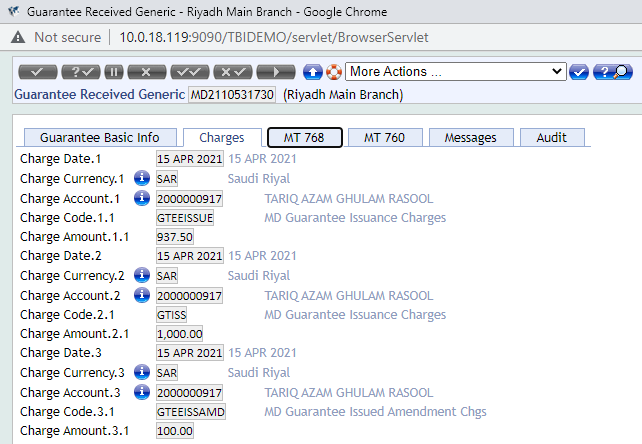 Guarantee Received Generic - Riyadh Main Branch - Google Chrome
Not secure 10.0.18.119:9090/TBIDEMO/servlet/BrowserServlet
More Actions ...
Guarantee Received Generic MD2110531730 (Riyadh Main Branch)
Guarantee Basic Info Charges MT 768 MT 760 Messages Audit
Charge Date.1 15 APR 2021 15 APR 2021
Charge Currency.1 SAR Saudi Riyal
Charge Account.1 2000000917 TARIQ AZAM GHULAM RASOOL
Charge Code.1.1 GTEEISSUE MD Guarantee Issuance Charges
Charge Amount.1.1 937.50
Charge Date.2 15 APR 2021 15 APR 2021
Charge Currency.2 SAR Saudi Riyal
Charge Account.2 2000000917 TARIQ AZAM GHULAM RASOOL
Charge Code.2.1 GTISS MD Guarantee Issuance Charges
Charge Amount.2.1 1,000.00
Charge Date.3 15 APR 2021 15 APR 2021
Charge Currency.3 SAR Saudi Riyal
Charge Account.3 2000000917 TARIQ AZAM GHULAM RASOOL
Charge Code.3.1 GTEEISSAMD MD Guarantee Issued Amendment Chgs
Charge Amount.3.1 100.00